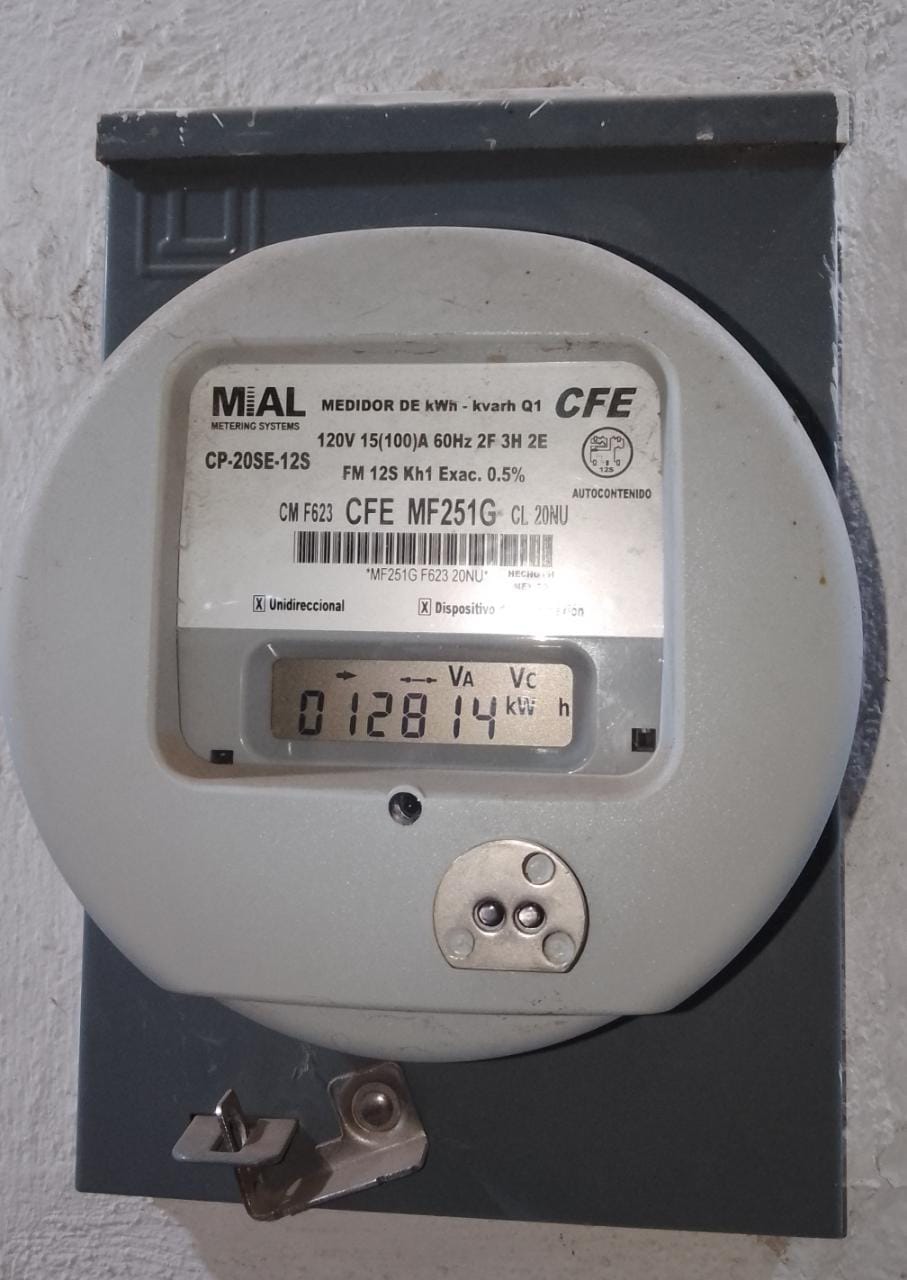 MIAL MEDIDOR DE kWh - kvarh Q1 CFE
METERING SYSTEMS
120V 15(100)A 60Hz 2F 3H 2E
CP-20SE-12S
FM 12S Kh1 Exac. 0.5%
12S
AUTOCONTENIDO
CM F623 CFE MF251G CL 20NU
*MF251G F623 20NU*
X Unidireccional X Dispositivo
VA VC
012814 kW h